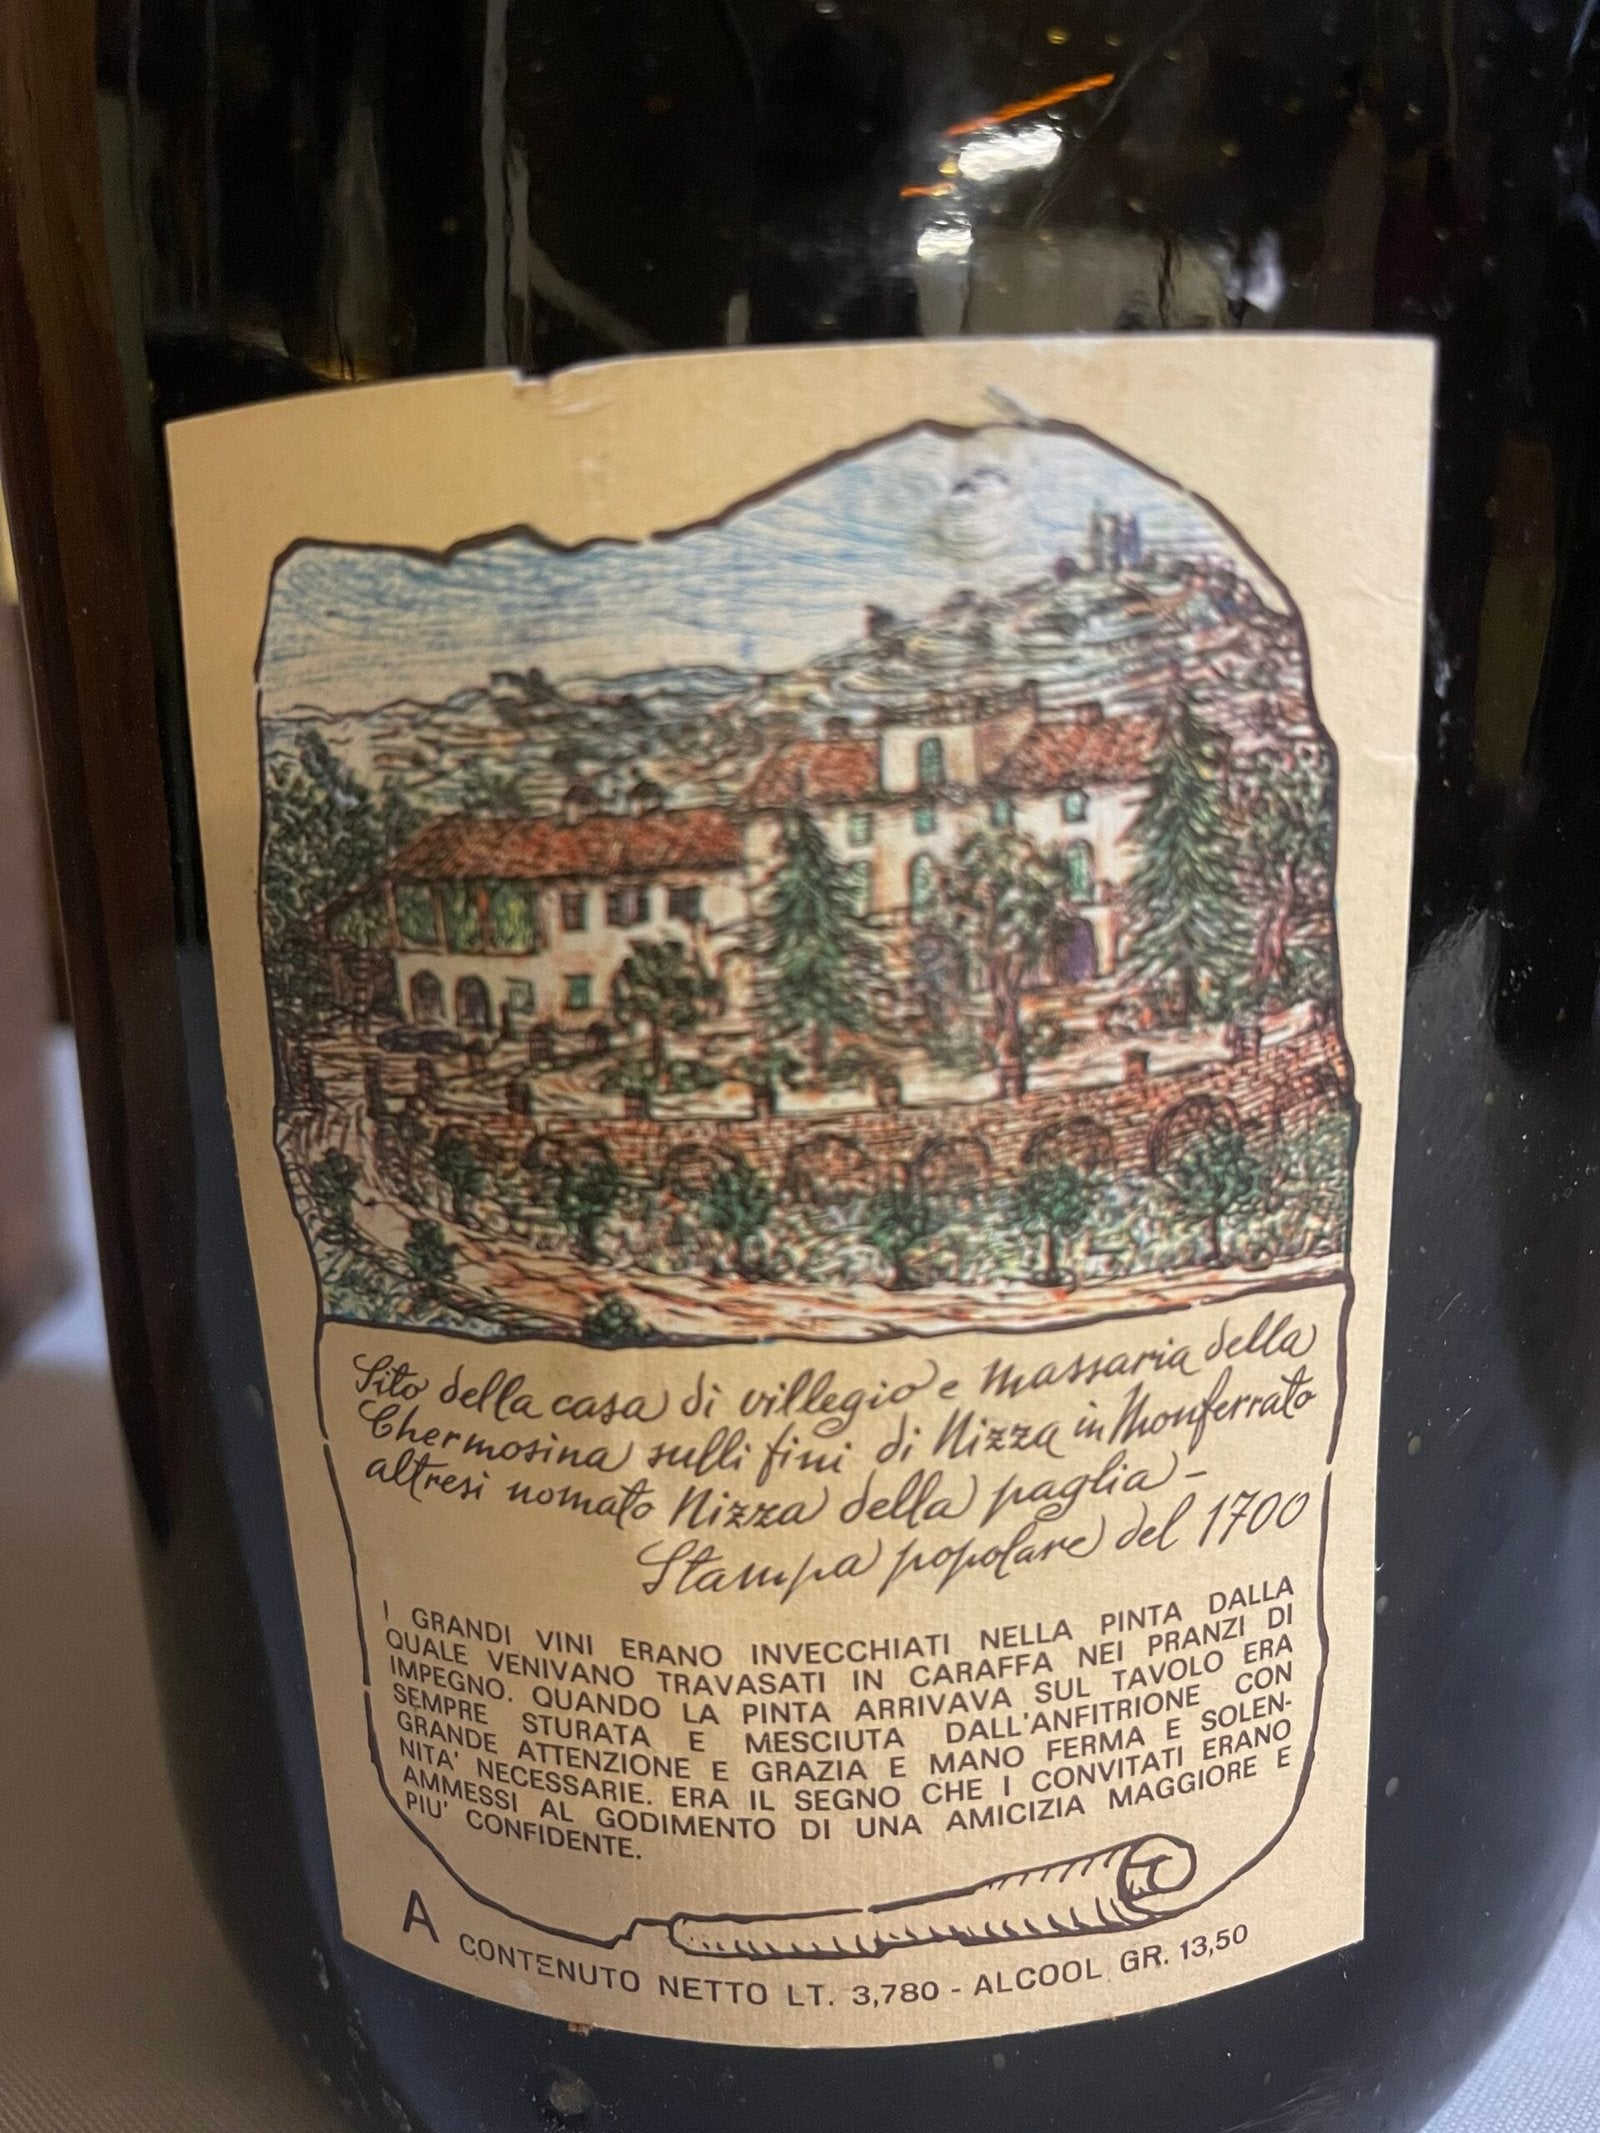 Sito della casa di villegio e massaria della
Chermosina sulli fini di Nizza in Monferrato
altresì nomato Nizza della paglia -
Stampa popolare del 1700
I GRANDI VINI ERANO INVECCHIATI NELLA PINTA DALLA
QUALE VENIVANO TRAVASATI IN CARAFFA NEI PRANZI DI
IMPEGNO. QUANDO LA PINTA ARRIVAVA SUL TAVOLO ERA
SEMPRE STURATA E MESCIUTA DALL'ANFITRIONE CON
GRANDE ATTENZIONE E GRAZIA E MANO FERMA E SOLEN-
NITA' NECESSARIE. ERA IL SEGNO CHE I CONVITATI ERANO
AMMESSI AL GODIMENTO DI UNA AMICIZIA MAGGIORE E
PIU' CONFIDENTE.
A CONTENUTO NETTO LT. 3,780 - ALCOOL GR. 13,50